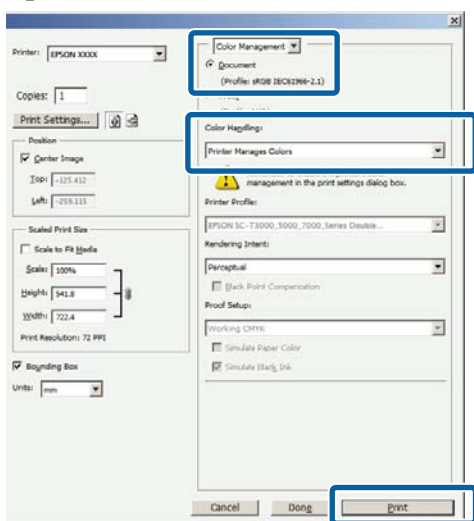 Printer: EPSON XXXX
Copies: 1
Print Settings...
Position
Center Image
Top: -125.412
Left: -259.115
Scaled Print Size
Scale to Fit Media
Scale: 100%
Height: 941.8
Width: 722.4
Print Resolution: 72 PPI
Bounding Box
Units: mm
Color Management
Document
(Profile: sRGB IEC61966-2.1)
Color Handling:
Printer Manages Colors
management in the print settings dialog box.
Printer Profile:
EPSON SC-T3000_5000_7000_Series Double...
Rendering Intent:
Perceptual
Black Point Compensation
Proof Setup:
Working CMYK
Simulate Paper Color
Simulate Black Ink
Cancel
Done
Print